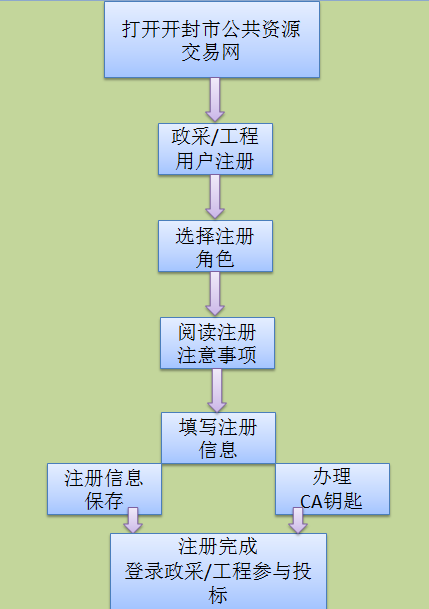 打开开封市公共资源
交易网
政采/工程
用户注册
选择注册
角色
阅读注册
注意事项
填写注册
信息
注册信息
保存
办理
CA钥匙
注册完成
登录政采/工程参与投
标